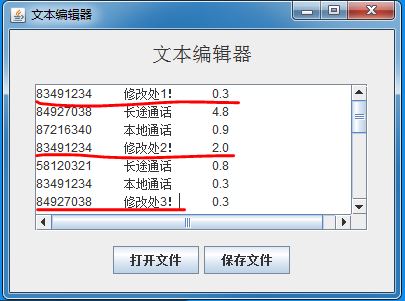 文本编辑器
文本编辑器
83491234 修改处1! 0.3
84927038 长途通话 4.8
87216340 本地通话 0.9
83491234 修改处2! 2.0
58120321 长途通话 0.8
83491234 本地通话 0.3
84927038 修改处3! 0.3
打开文件 保存文件